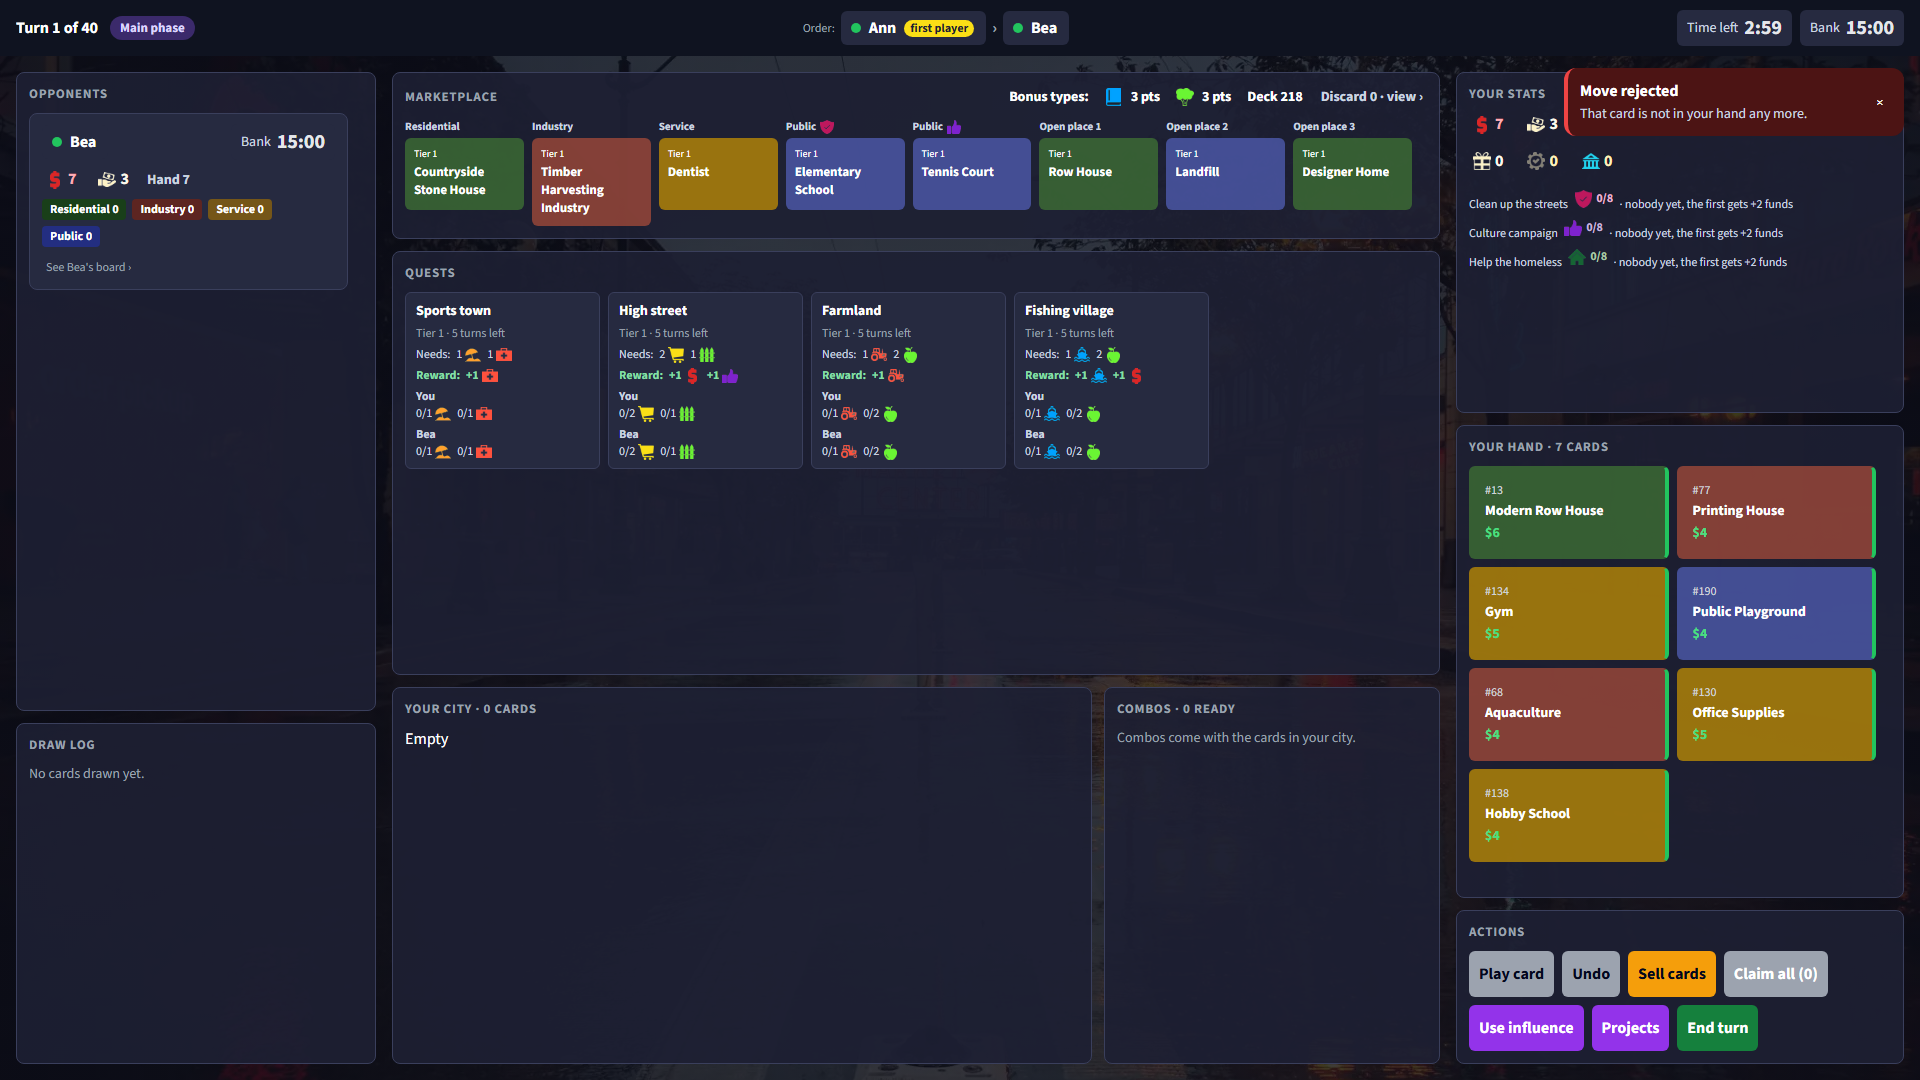 Turn 1 of 40 Main phase
Order: Ann first player › Bea
Time left 2:59 Bank 15:00
OPPONENTS
Bea Bank 15:00
7 3 Hand 7
Residential 0 Industry 0 Service 0
Public 0
See Bea's board ›
DRAW LOG
No cards drawn yet.
MARKETPLACE
Bonus types: 3 pts 3 pts Deck 218 Discard 0 · view ›
Residential
Tier 1
Countryside
Stone House
Industry
Tier 1
Timber
Harvesting
Industry
Service
Tier 1
Dentist
Public
Tier 1
Elementary
School
Public
Tier 1
Tennis Court
Open place 1
Tier 1
Row House
Open place 2
Tier 1
Landfill
Open place 3
Tier 1
Designer Home
QUESTS
Sports town
Tier 1 · 5 turns left
Needs: 1 1
Reward: +1
You
0/1 0/1
Bea
0/1 0/1
High street
Tier 1 · 5 turns left
Needs: 2 1
Reward: +1 +1
You
0/2 0/1
Bea
0/2 0/1
Farmland
Tier 1 · 5 turns left
Needs: 1 2
Reward: +1
You
0/1 0/2
Bea
0/1 0/2
Fishing village
Tier 1 · 5 turns left
Needs: 1 2
Reward: +1 +1
You
0/1 0/2
Bea
0/1 0/2
YOUR CITY · 0 CARDS
Empty
COMBOS · 0 READY
Combos come with the cards in your city.
YOUR STATS
7 3
0 0 0
Move rejected
That card is not in your hand any more.
×
Clean up the streets 0/8 · nobody yet, the first gets +2 funds
Culture campaign 0/8 · nobody yet, the first gets +2 funds
Help the homeless 0/8 · nobody yet, the first gets +2 funds
YOUR HAND · 7 CARDS
#13
Modern Row House
$6
#77
Printing House
$4
#134
Gym
$5
#190
Public Playground
$4
#68
Aquaculture
$4
#130
Office Supplies
$5
#138
Hobby School
$4
ACTIONS
Play card Undo Sell cards Claim all (0)
Use influence Projects End turn